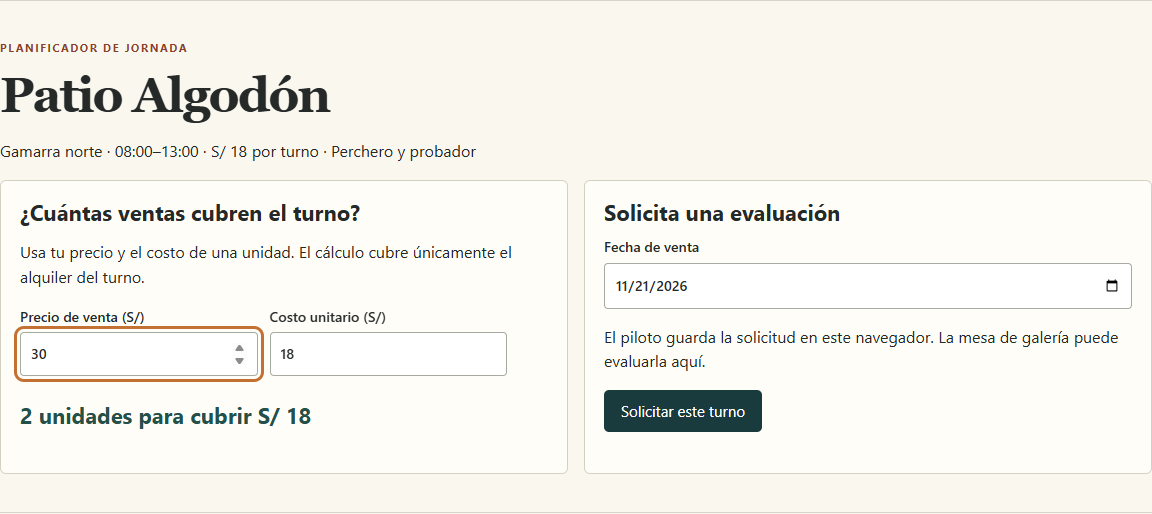 PLANIFICADOR DE JORNADA
Patio Algodón
Gamarra norte · 08:00–13:00 · S/ 18 por turno · Perchero y probador
¿Cuántas ventas cubren el turno?
Usa tu precio y el costo de una unidad. El cálculo cubre únicamente el
alquiler del turno.
Precio de venta (S/)
30
Costo unitario (S/)
18
2 unidades para cubrir S/ 18
Solicita una evaluación
Fecha de venta
11/21/2026
El piloto guarda la solicitud en este navegador. La mesa de galería puede
evaluarla aquí.
Solicitar este turno